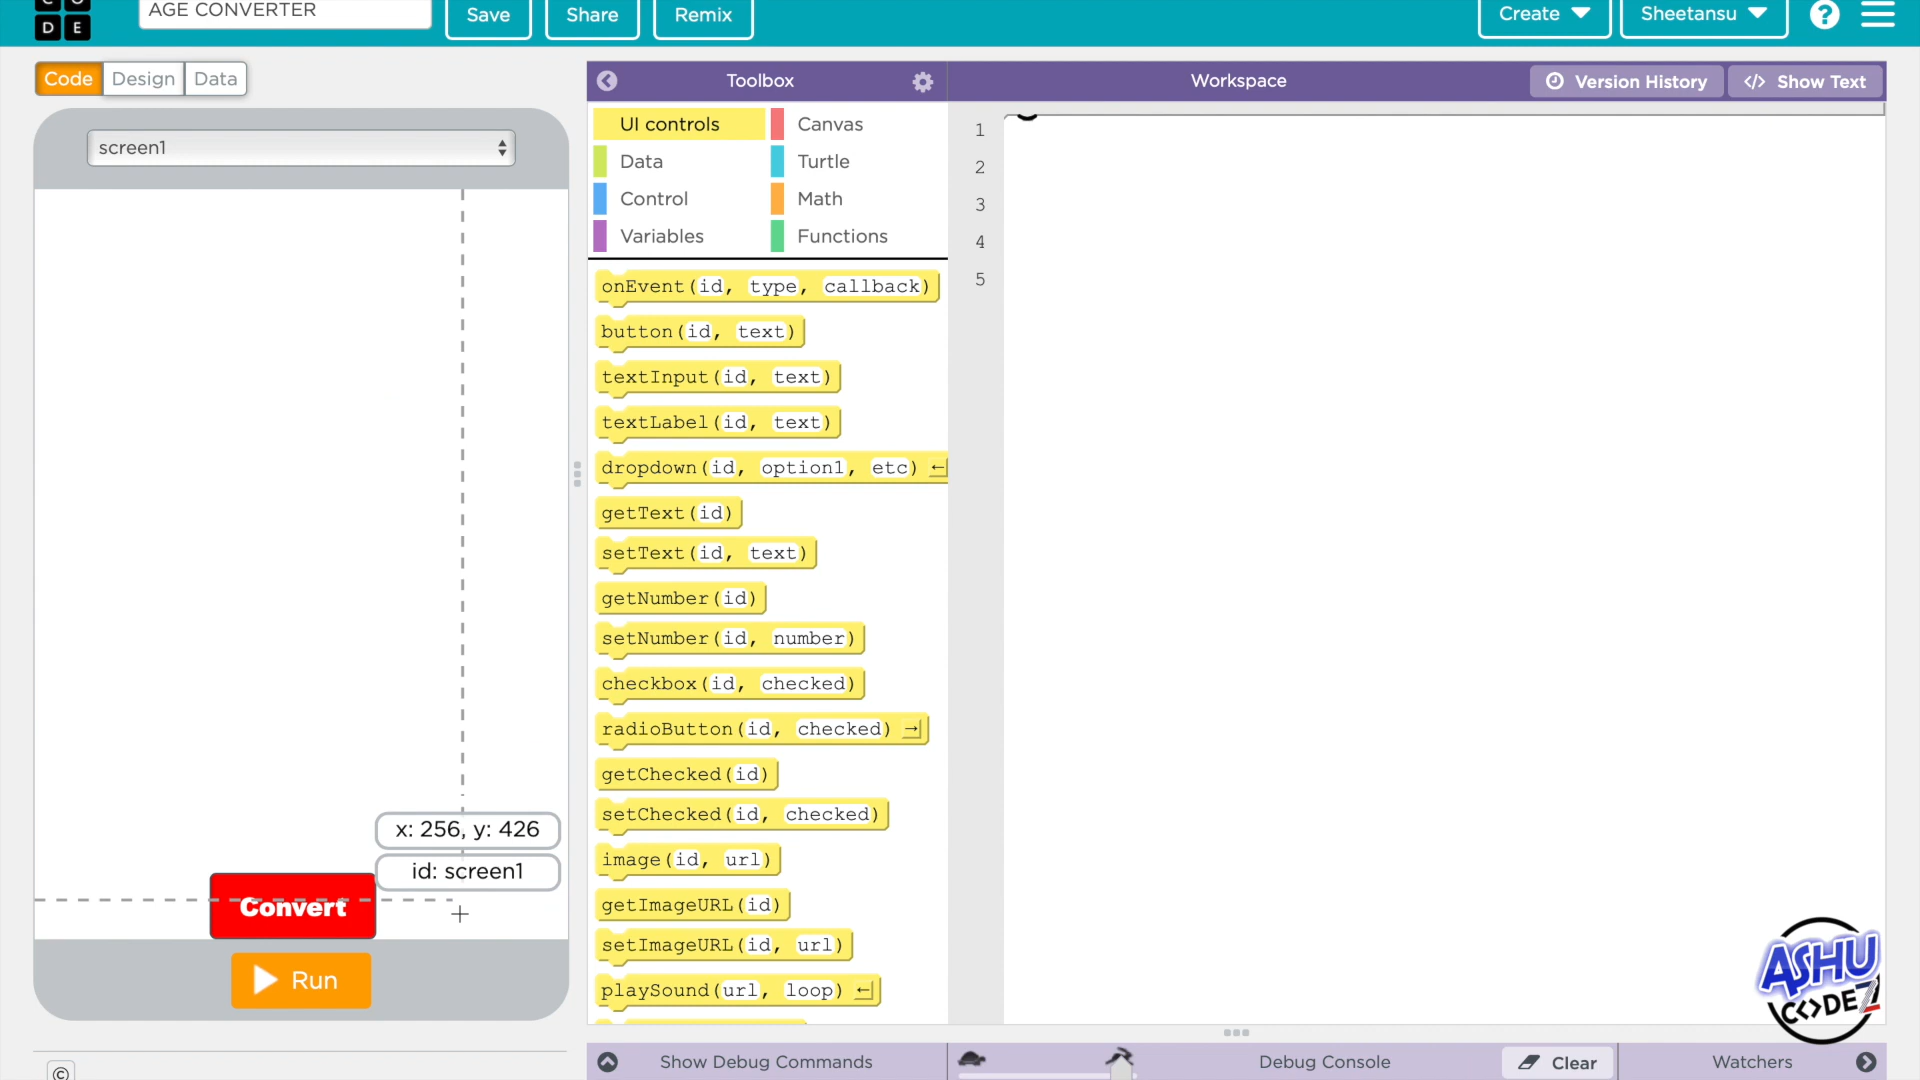 C O
D E
AGE CONVERTER
Save
Share
Remix
Create
Sheetansu
?
Code
Design
Data
screen1
x: 256, y: 426
id: screen1
Convert
Run
©
Toolbox
UI controls
Canvas
Data
Turtle
Control
Math
Variables
Functions
onEvent(id, type, callback)
button(id, text)
textInput(id, text)
textLabel(id, text)
dropdown(id, option1, etc) ←
getText(id)
setText(id, text)
getNumber(id)
setNumber(id, number)
checkbox(id, checked)
radioButton(id, checked) →
getChecked(id)
setChecked(id, checked)
image(id, url)
getImageURL(id)
setImageURL(id, url)
playSound(url, loop) ←
Show Debug Commands
Workspace
Version History
</> Show Text
1
2
3
4
5
ASHU
C<>DEZ
Debug Console
Clear
Watchers